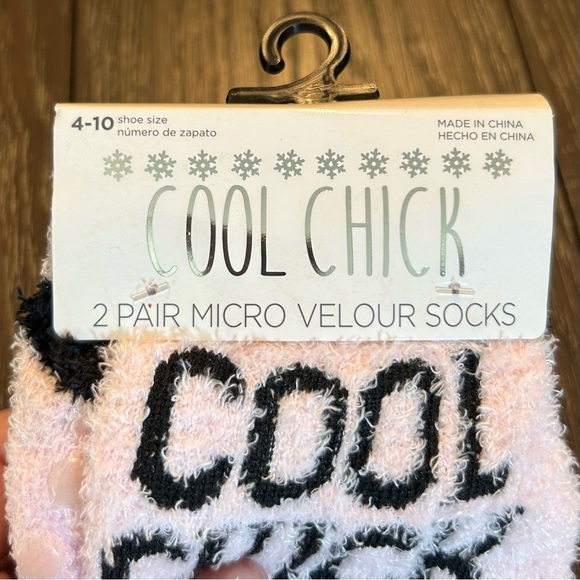 4-10 shoe size
número de zapato
MADE IN CHINA
HECHO EN CHINA
COOL CHICK
2 PAIR MICRO VELOUR SOCKS
COOL